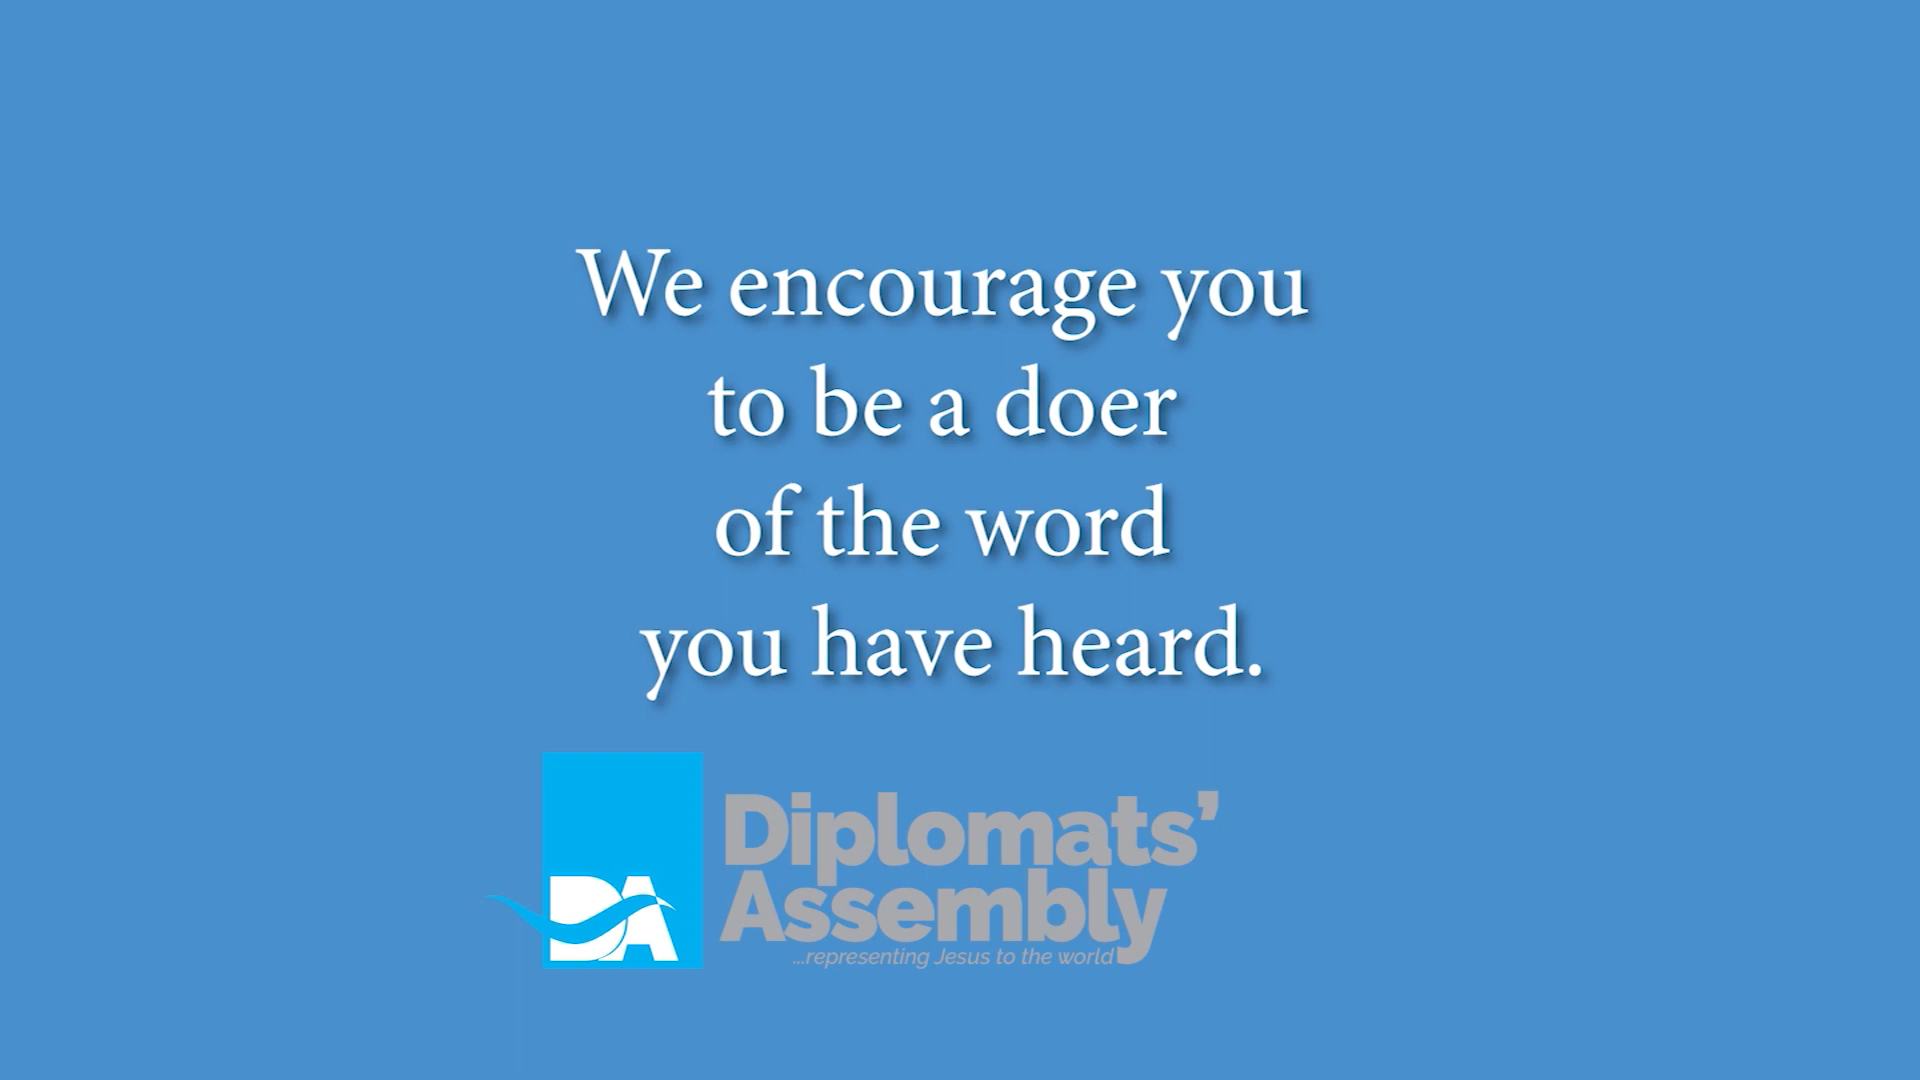 We encourage you
to be a doer
of the word
you have heard.
DA
Diplomats’
Assembly
...representing Jesus to the world